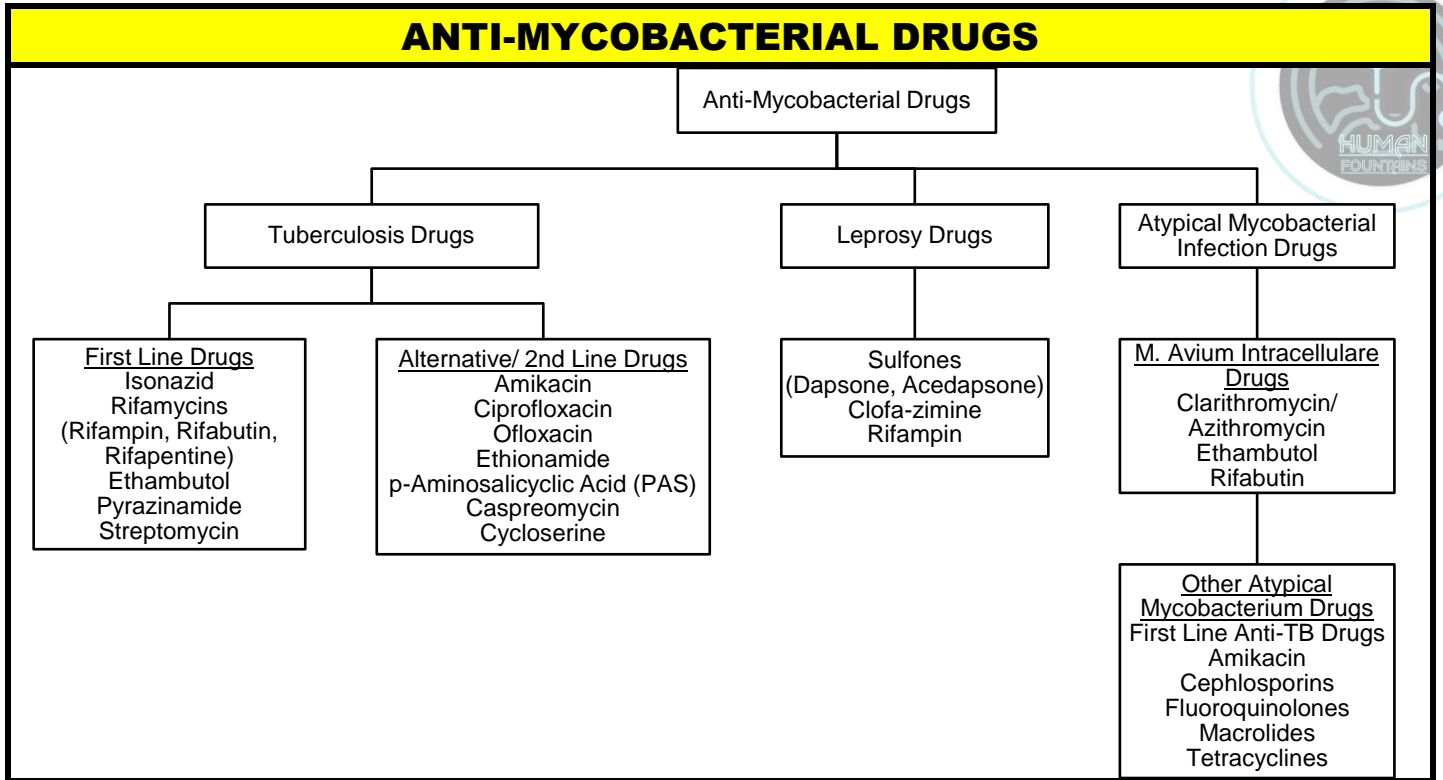 ANTI-MYCOBACTERIAL DRUGS
HUMAN
FOUNTAINS
Anti-Mycobacterial Drugs
Tuberculosis Drugs
Leprosy Drugs
Atypical Mycobacterial
Infection Drugs
First Line Drugs
Isonazid
Rifamycins
(Rifampin, Rifabutin,
Rifapentine)
Ethambutol
Pyrazinamide
Streptomycin
Alternative/ 2nd Line Drugs
Amikacin
Ciprofloxacin
Ofloxacin
Ethionamide
p-Aminosalicyclic Acid (PAS)
Caspreomycin
Cycloserine
Sulfones
(Dapsone, Acedapsone)
Clofa-zimine
Rifampin
M. Avium Intracellulare
Drugs
Clarithromycin/
Azithromycin
Ethambutol
Rifabutin
Other Atypical
Mycobacterium Drugs
First Line Anti-TB Drugs
Amikacin
Cephlosporins
Fluoroquinolones
Macrolides
Tetracyclines